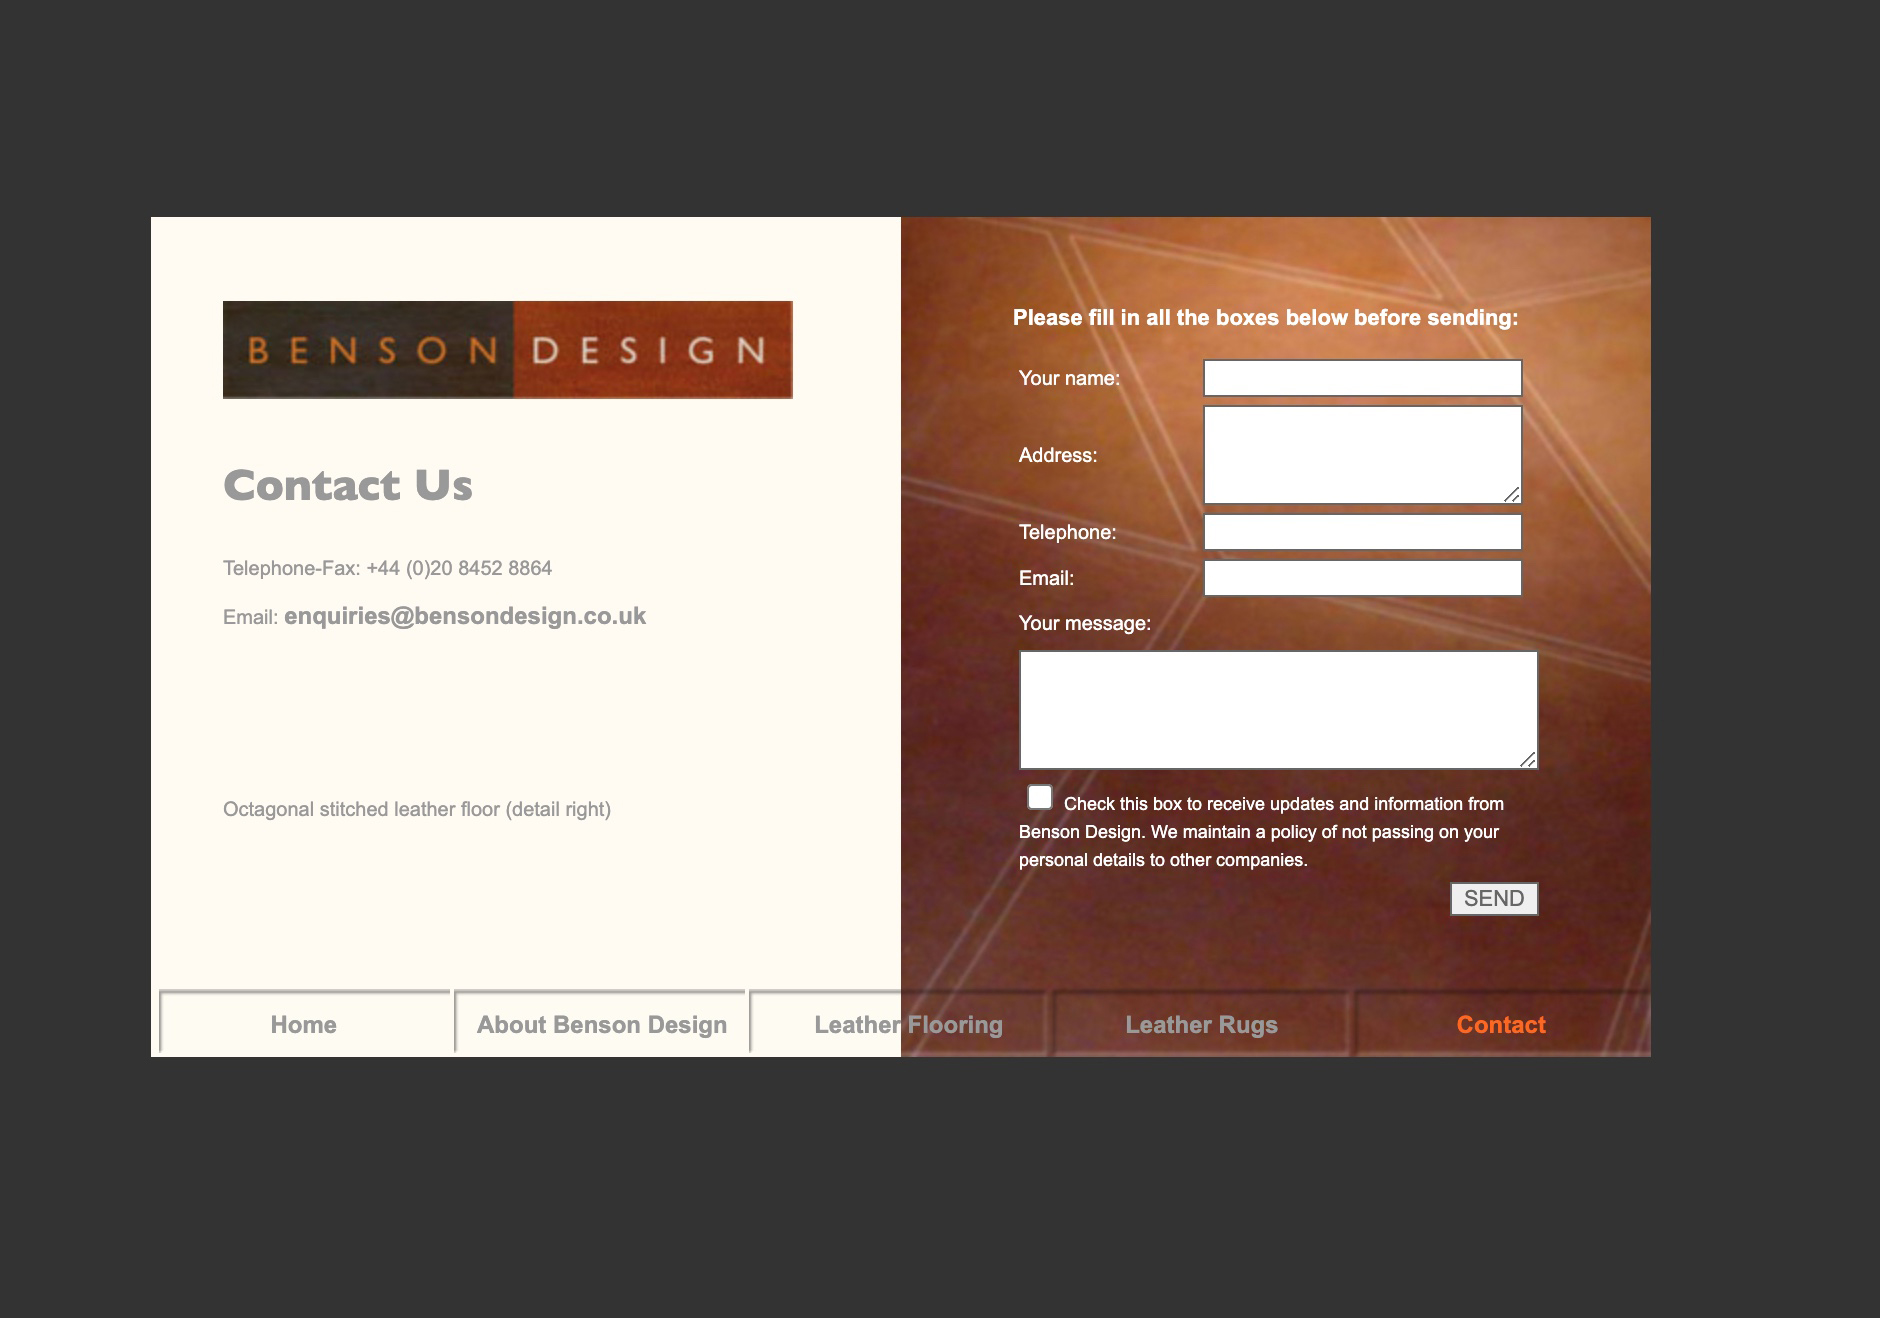 BENSON DESIGN
Contact Us
Telephone-Fax: +44 (0)20 8452 8864
Email: enquiries@bensondesign.co.uk
Octagonal stitched leather floor (detail right)
Please fill in all the boxes below before sending:
Your name:
Address:
Telephone:
Email:
Your message:
Check this box to receive updates and information from
Benson Design. We maintain a policy of not passing on your
personal details to other companies.
SEND
Home
About Benson Design
Leather Flooring
Leather Rugs
Contact